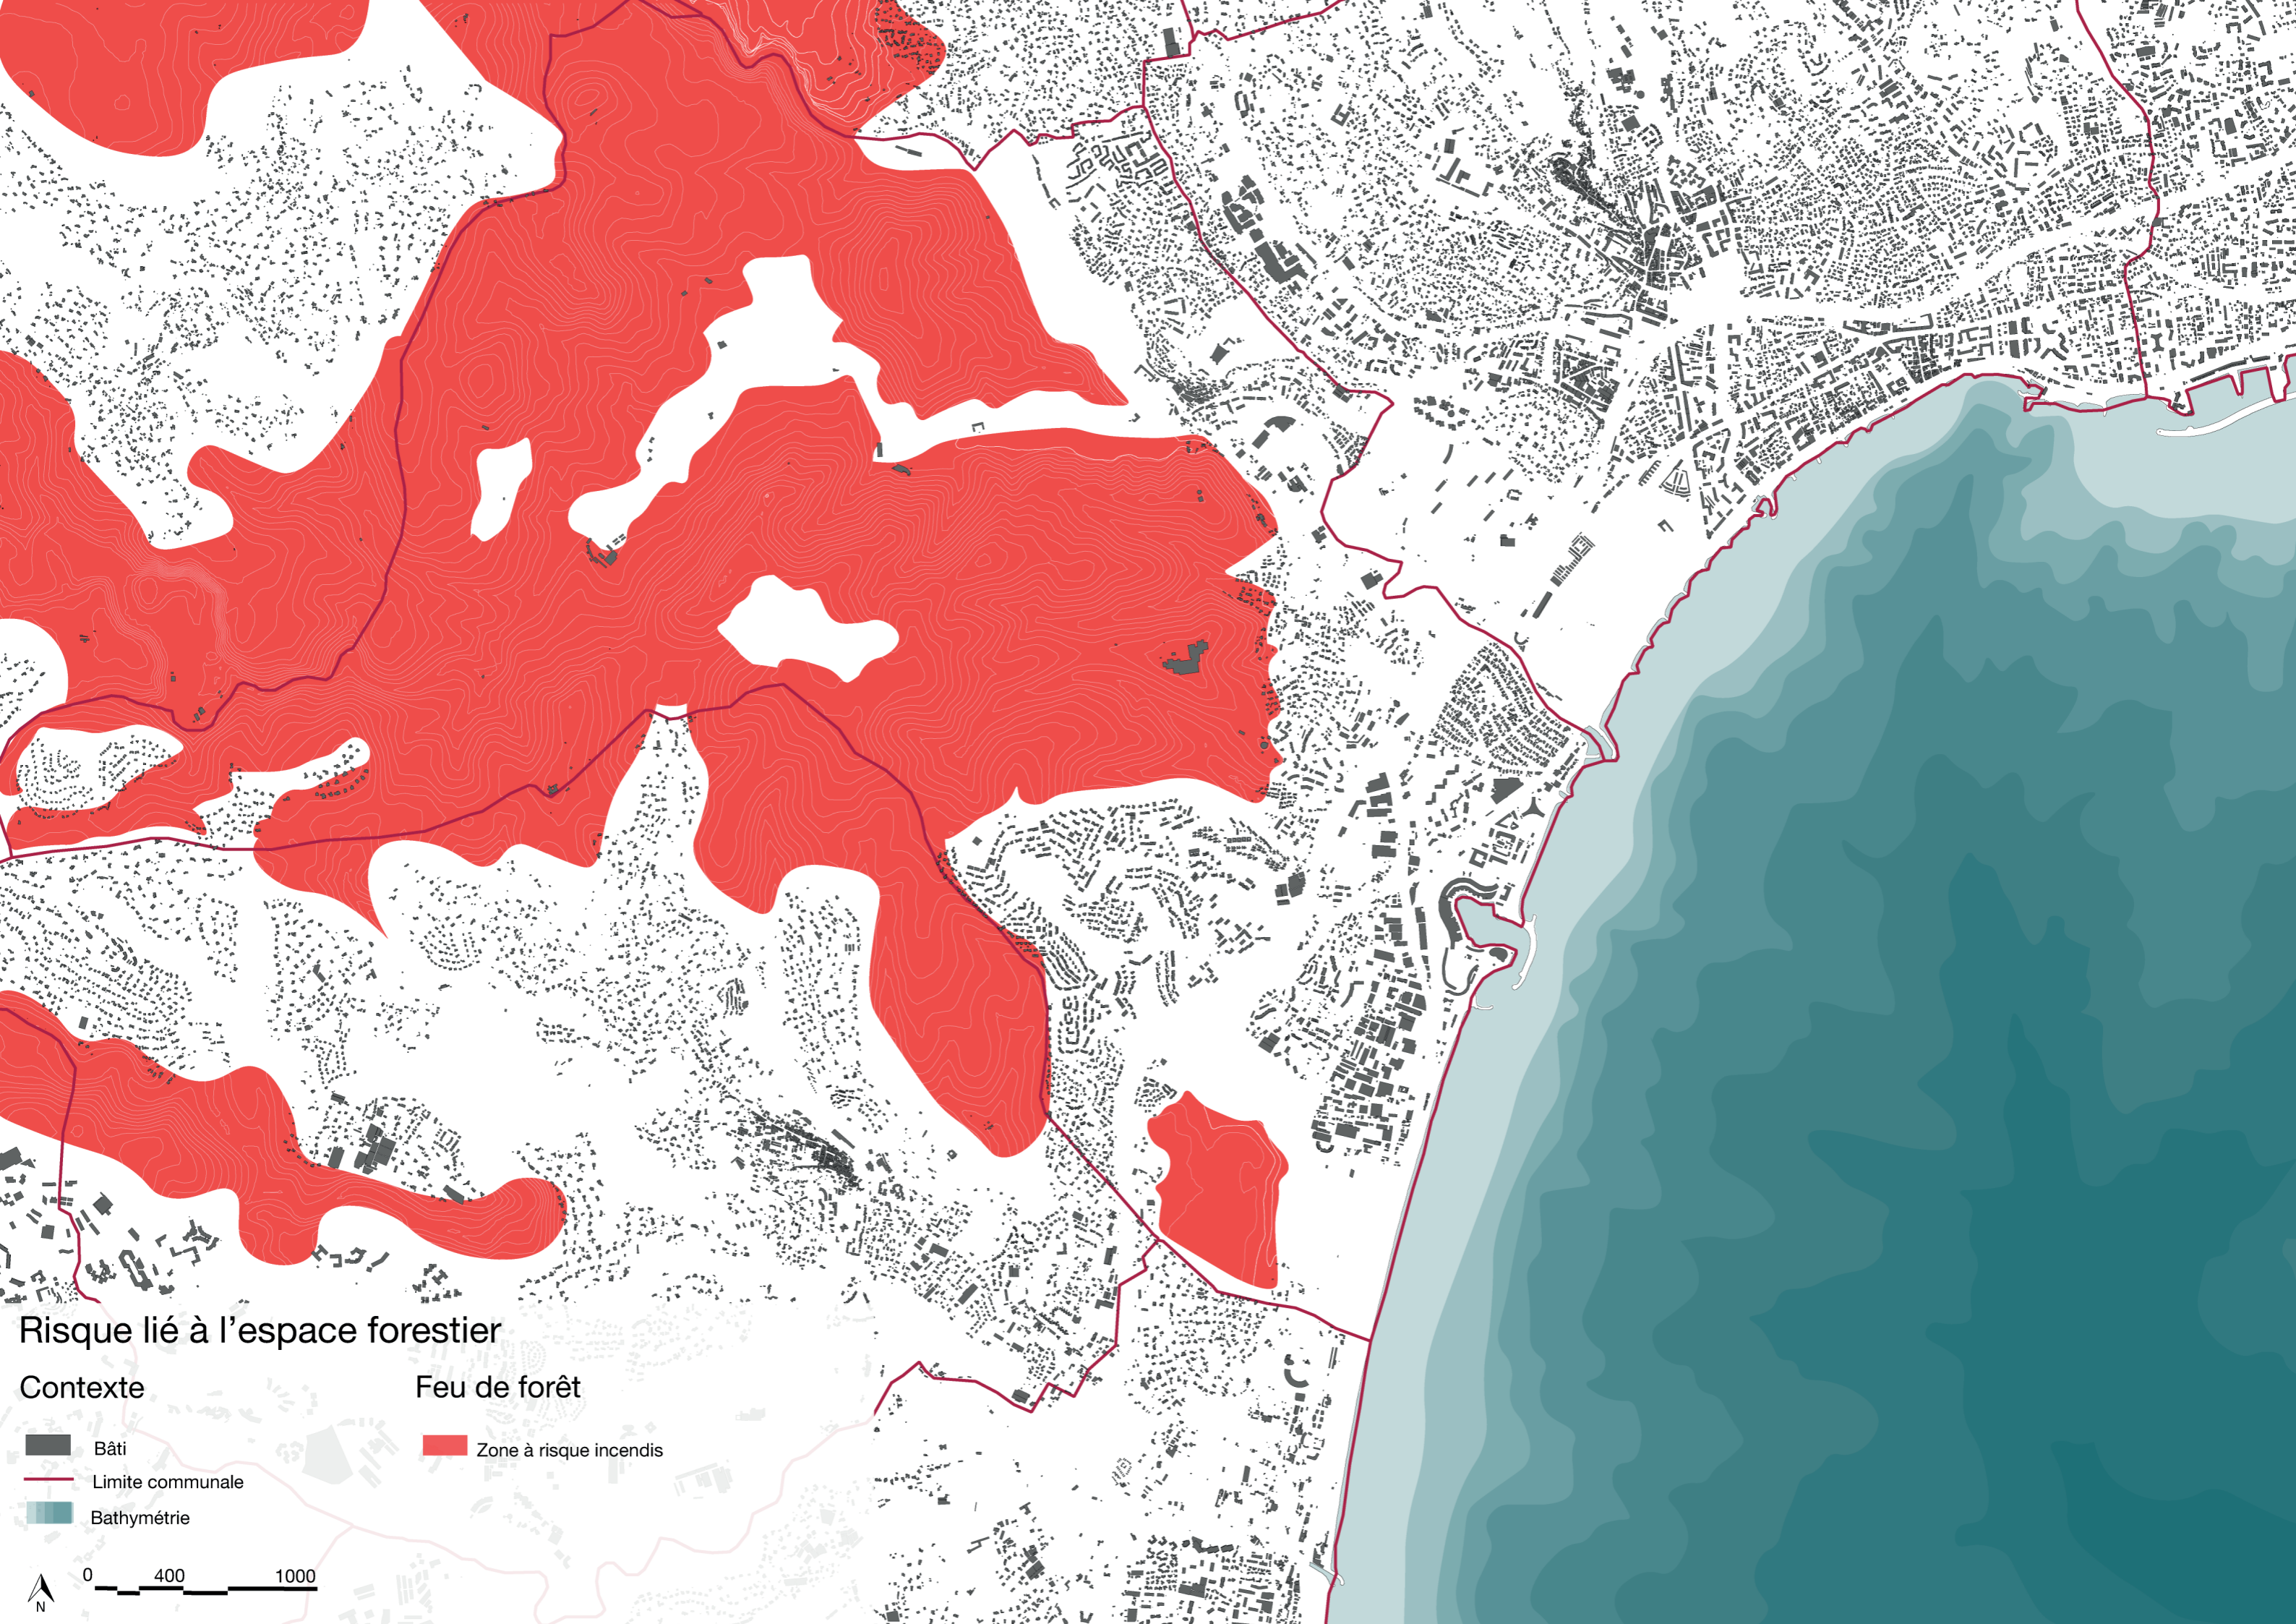 Risque lié à l’espace forestier
Contexte
Bâti
Limite communale
Bathymétrie
Feu de forêt
Zone à risque incendis
0 400 1000
N